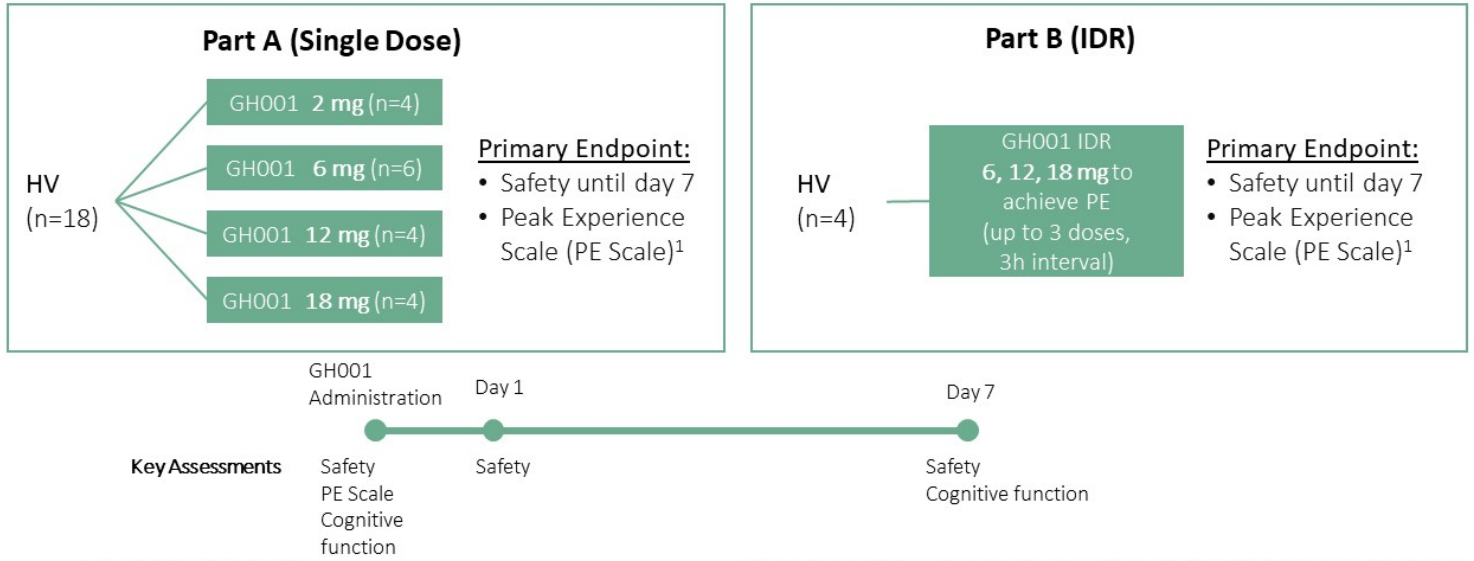 Part A (Single Dose)
HV
(n=18)
GH001 2 mg (n=4)
GH001 6 mg (n=6)
GH001 12 mg (n=4)
GH001 18 mg (n=4)
Primary Endpoint:
• Safety until day 7
• Peak Experience
Scale (PE Scale)1
Part B (IDR)
HV
(n=4)
GH001 IDR
6, 12, 18 mg to
achieve PE
(up to 3 doses,
3h interval)
Primary Endpoint:
• Safety until day 7
• Peak Experience
Scale (PE Scale)1
GH001
Administration
Day 1
Day 7
Key Assessments
Safety
PE Scale
Cognitive
function
Safety
Safety
Cognitive function